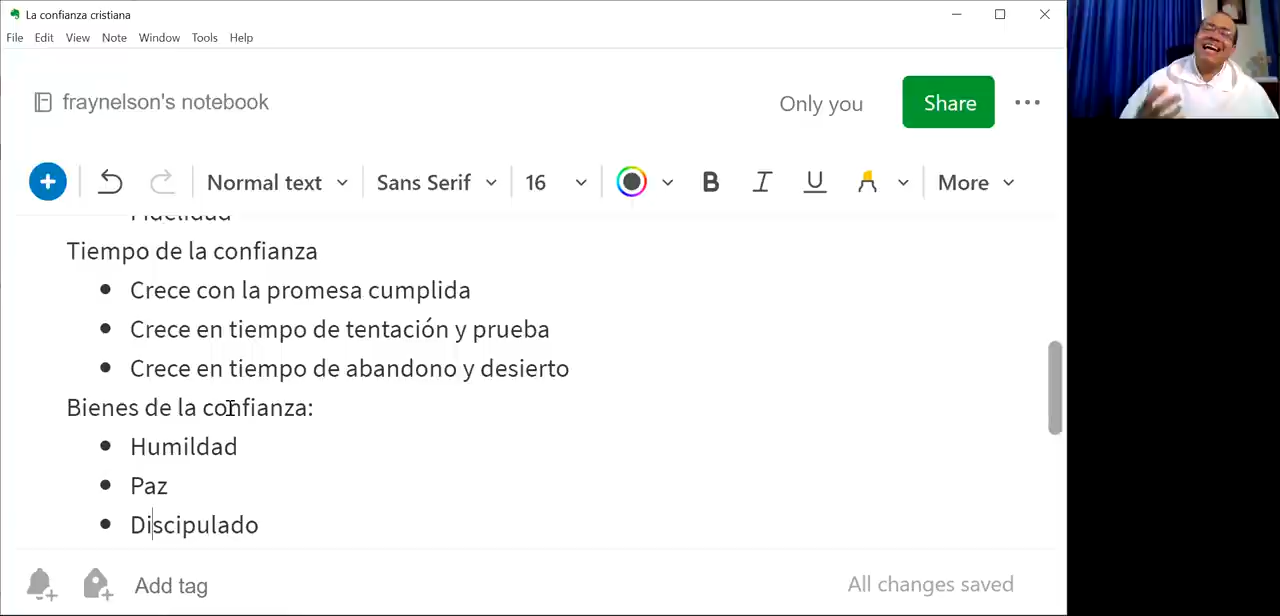 La confianza cristiana
File Edit View Note Window Tools Help
fraynelson's notebook
Only you
Share
Normal text
Sans Serif
16
B I U
More
Fidelidad
Tiempo de la confianza
Crece con la promesa cumplida
Crece en tiempo de tentación y prueba
Crece en tiempo de abandono y desierto
Bienes de la confianza:
Humildad
Paz
Discipulado
Add tag
All changes saved